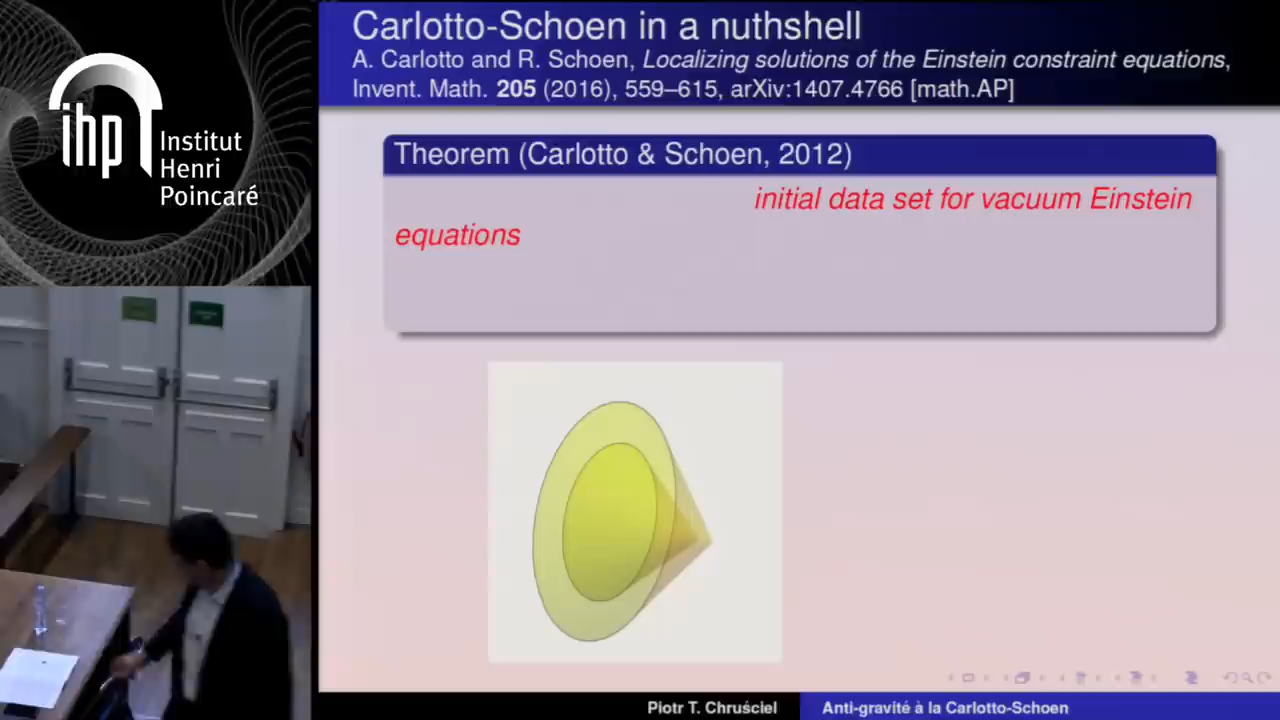 ihp
Institut
Henri
Poincaré
Carlotto-Schoen in a nuthshell
A. Carlotto and R. Schoen, Localizing solutions of the Einstein constraint equations,
Invent. Math. 205 (2016), 559–615, arXiv:1407.4766 [math.AP]
Theorem (Carlotto & Schoen, 2012)
initial data set for vacuum Einstein
equations
Piotr T. Chruściel
Anti-gravité à la Carlotto-Schoen